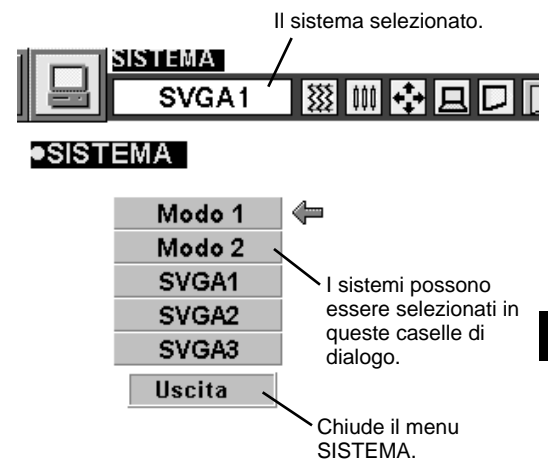 Il sistema selezionato.
SISTEMA
SVGA1
●SISTEMA
Modo 1
Modo 2
SVGA1
SVGA2
SVGA3
Uscita
I sistemi possono
essere selezionati in
queste caselle di
dialogo.
Chiude il menu
SISTEMA.